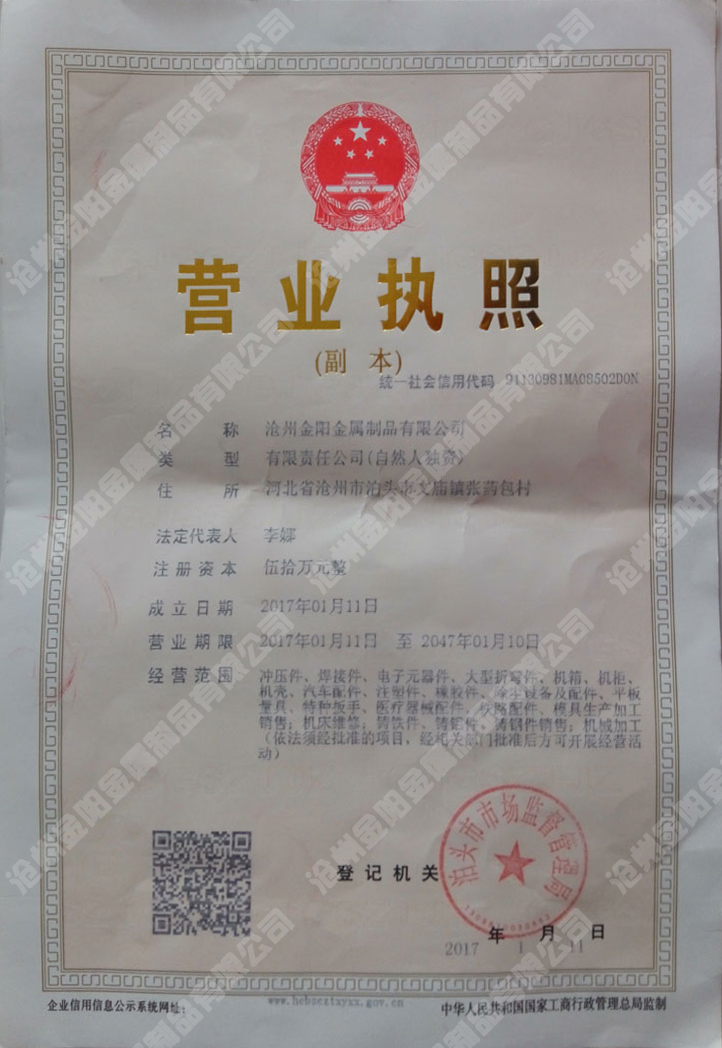 营业执照
(副 本)
统一社会信用代码 91130981MA08502D0N
名 称 沧州金阳金属制品有限公司
类 型 有限责任公司(自然人独资)
住 所 河北省沧州市泊头市文庙镇张药包村
法定代表人 李娜
注册资本 伍拾万元整
成立日期 2017年01月11日
营业期限 2017年01月11日 至 2047年01月10日
经营范围 冲压件、焊接件、电子元器件、大型折弯件、机箱、机柜、
机壳、汽车配件、注塑件、橡胶件、除尘设备及配件、平板
量具、特种扳手、医疗器械配件、铁路配件、模具生产加工
销售；机床维修；铸铁件、铸铝件、铸钢件销售；机械加工
（依法须经批准的项目，经相关部门批准后方可开展经营活
动）
泊头市市场监督管理局
登记机关
2017 年 1 月 11 日
企业信用信息公示系统网址：
www.hebscztxyxx.gov.cn
中华人民共和国国家工商行政管理总局监制
沧州金阳金属制品有限公司